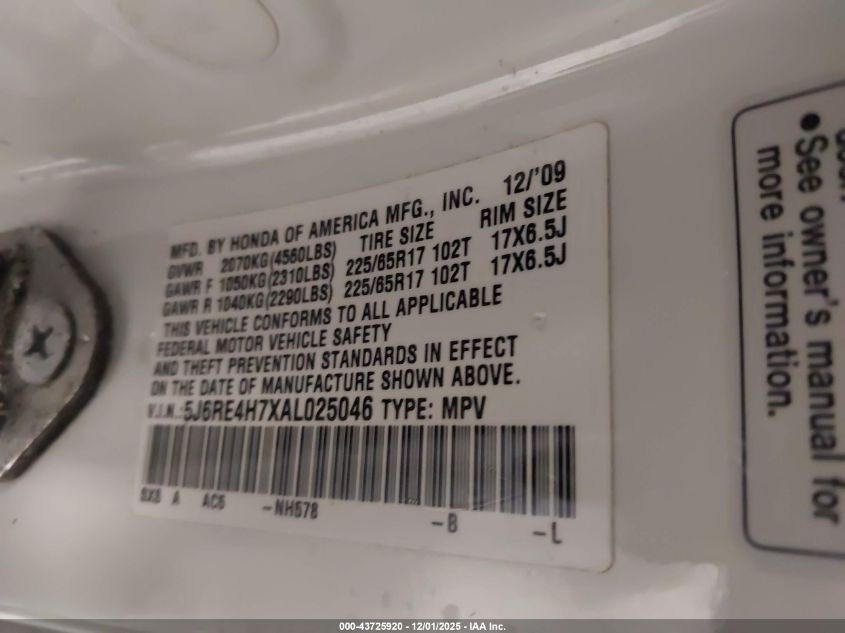 MFD. BY HONDA OF AMERICA MFG., INC. 12/'09
GVWR 2070KG(4560LBS) TIRE SIZE RIM SIZE
GAWR F 1050KG(2310LBS) 225/65R17 102T 17X6.5J
GAWR R 1040KG(2290LBS) 225/65R17 102T 17X6.5J
THIS VEHICLE CONFORMS TO ALL APPLICABLE
FEDERAL MOTOR VEHICLE SAFETY
AND THEFT PREVENTION STANDARDS IN EFFECT
ON THE DATE OF MANUFACTURE SHOWN ABOVE.
V.I.N.:5J6RE4H7XAL025046 TYPE: MPV
SXS A AC5 -NH578 -B -L
●See owner's manual for
more information.
000-43725920 - 12/01/2025 - IAA Inc.